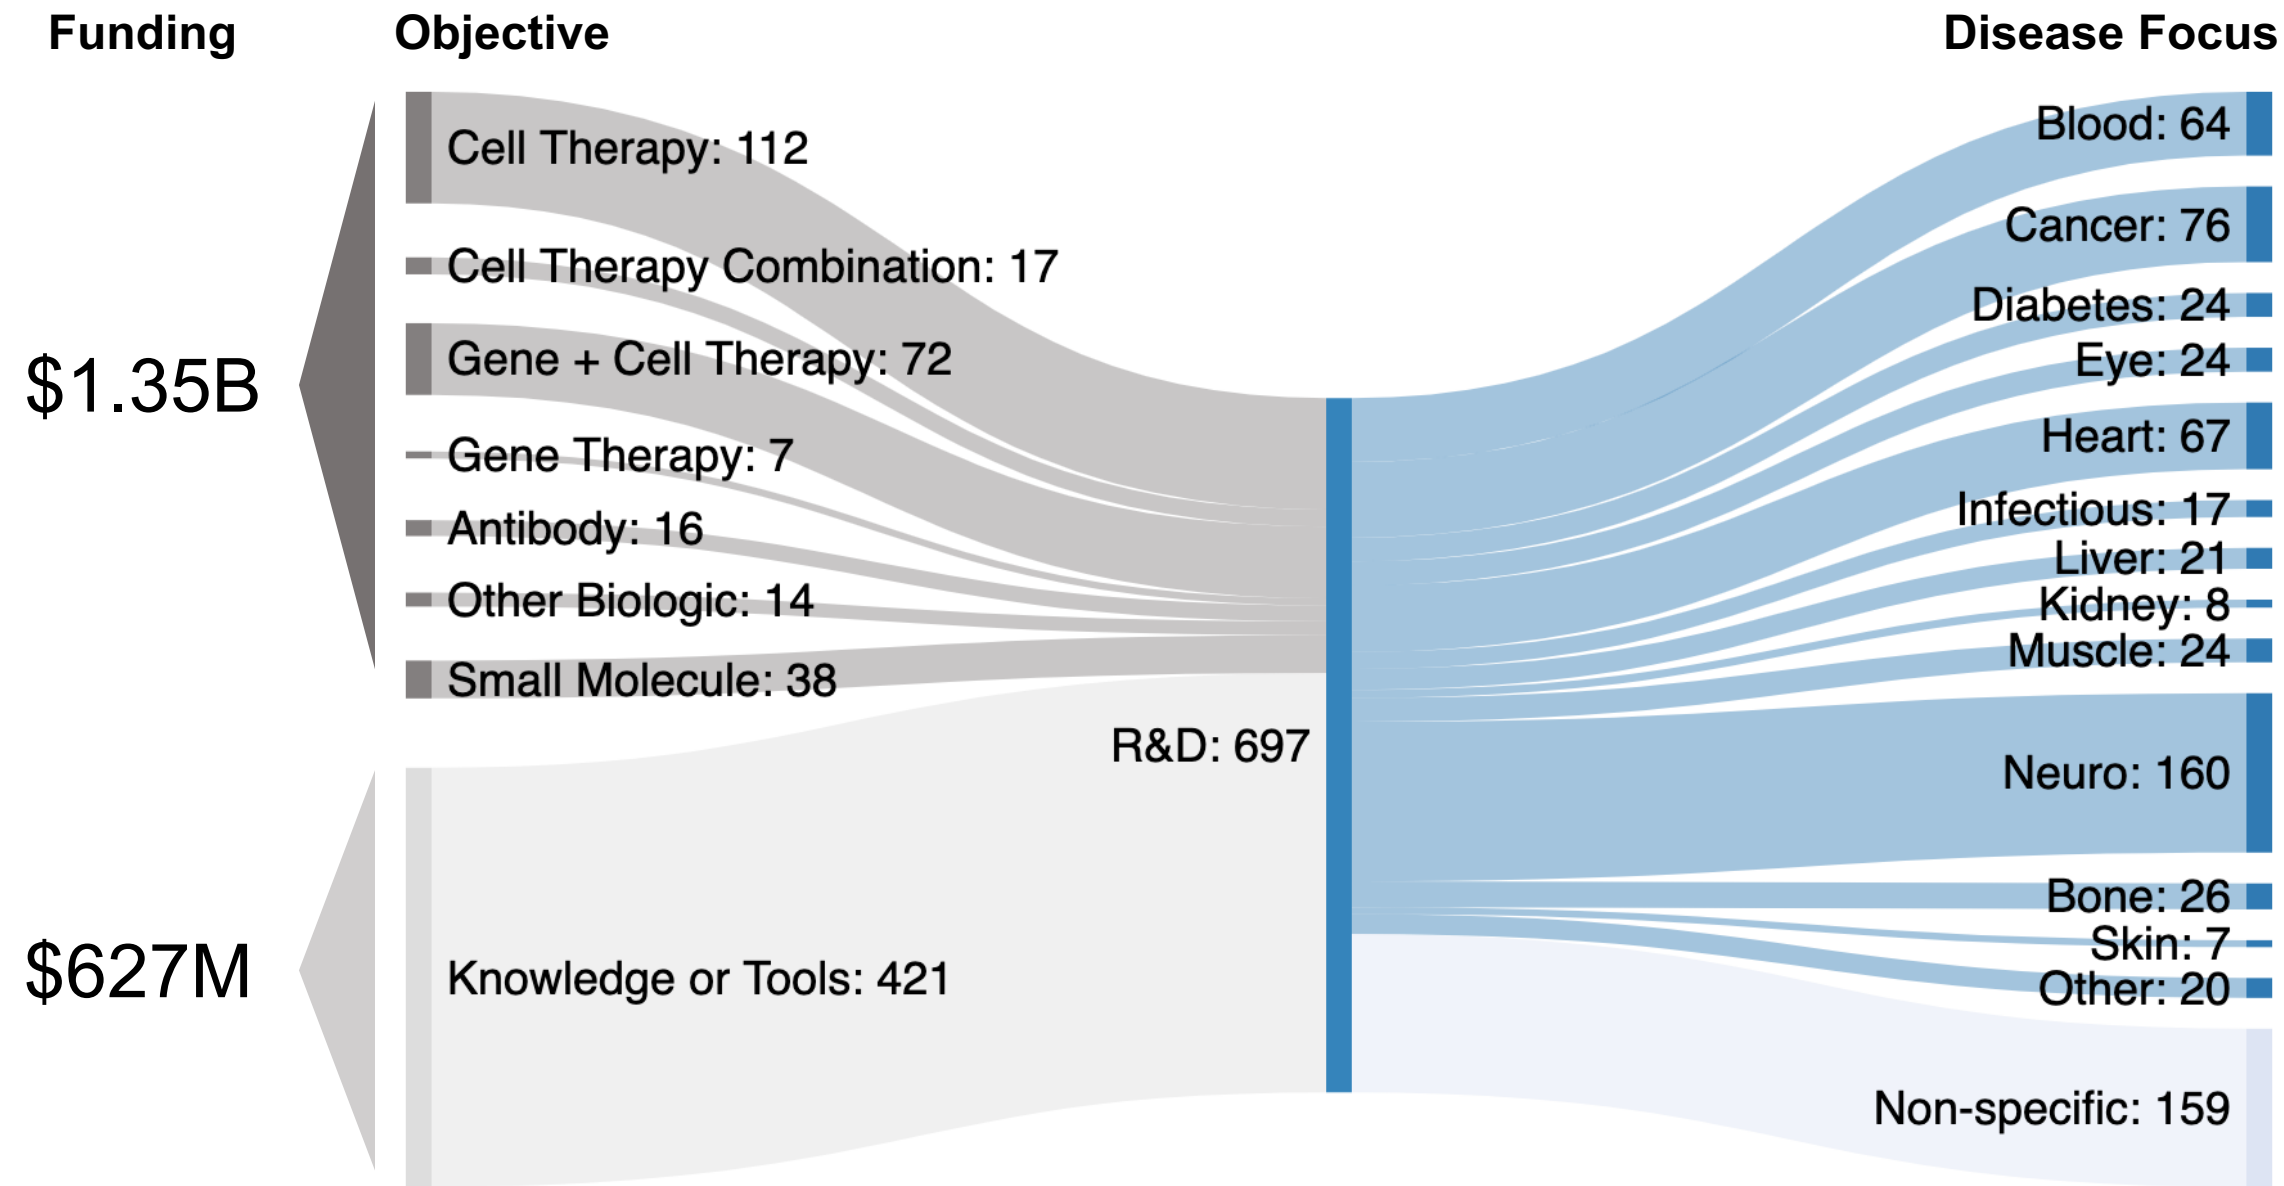 Funding
Objective
Disease Focus
$1.35B
$627M
Cell Therapy: 112
Cell Therapy Combination: 17
Gene + Cell Therapy: 72
Gene Therapy: 7
Antibody: 16
Other Biologic: 14
Small Molecule: 38
Knowledge or Tools: 421
R&D: 697
Blood: 64
Cancer: 76
Diabetes: 24
Eye: 24
Heart: 67
Infectious: 17
Liver: 21
Kidney: 8
Muscle: 24
Neuro: 160
Bone: 26
Skin: 7
Other: 20
Non-specific: 159